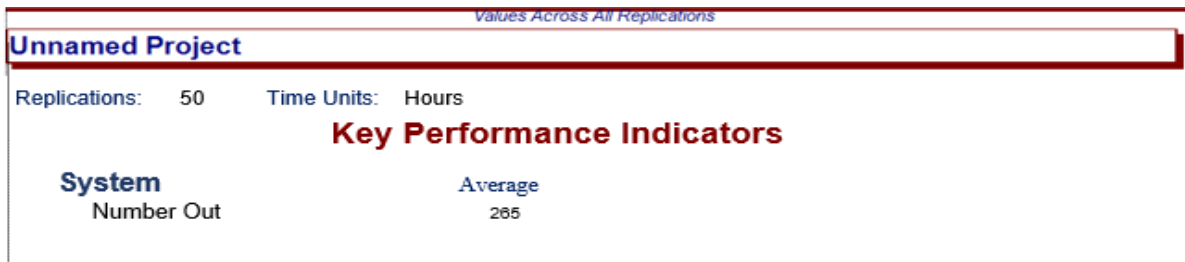 Values Across All Replications
Unnamed Project
Replications: 50 Time Units: Hours
Key Performance Indicators
System Average
Number Out 265